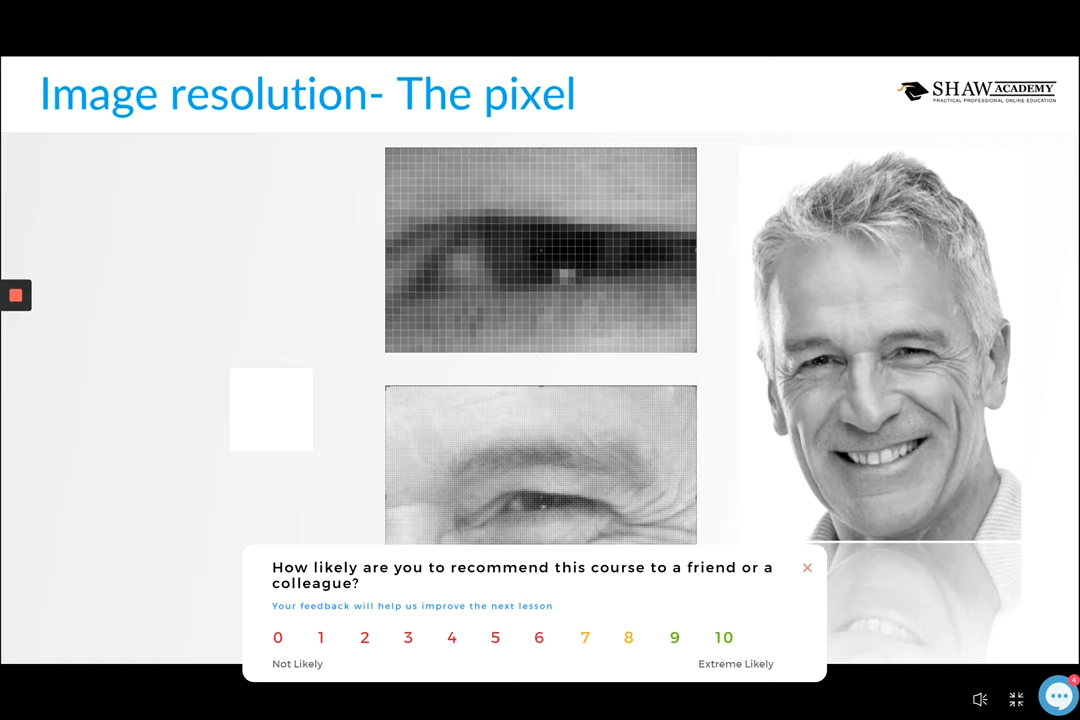 Image resolution- The pixel
SHAW ACADEMY
PRACTICAL PROFESSIONAL ONLINE EDUCATION
How likely are you to recommend this course to a friend or a
colleague?
Your feedback will help us improve the next lesson
0 1 2 3 4 5 6 7 8 9 10
Not Likely Extreme Likely
4